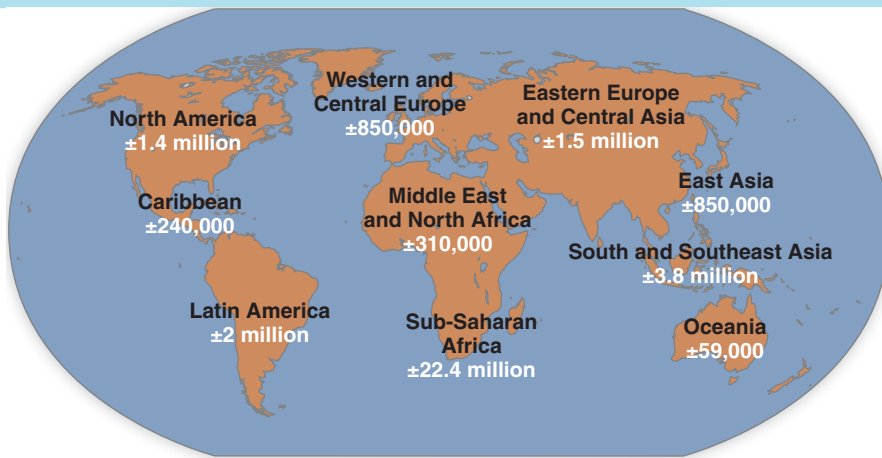 Western and
Central Europe
±850,000
Eastern Europe
and Central Asia
±1.5 million
North America
±1.4 million
East Asia
±850,000
Caribbean
±240,000
Middle East
and North Africa
±310,000
South and Southeast Asia
±3.8 million
Latin America
±2 million
Sub-Saharan
Africa
±22.4 million
Oceania
±59,000